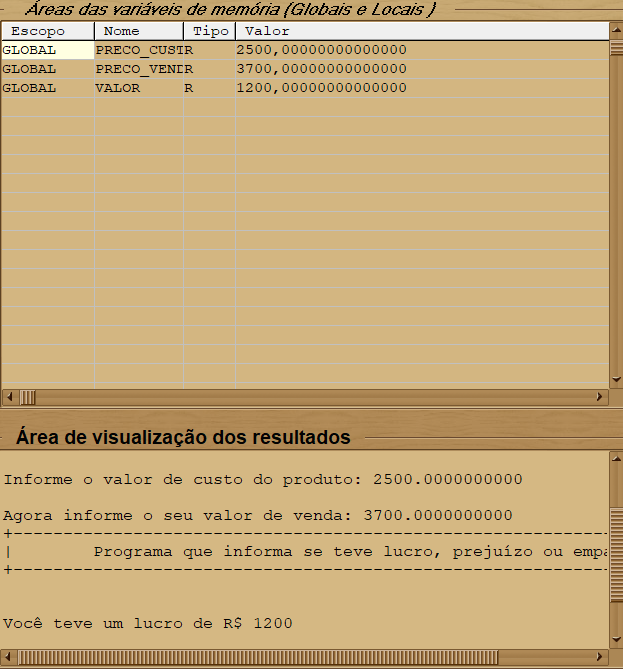 Áreas das variáveis de memória (Globais e Locais )
Escopo Nome Tipo Valor
GLOBAL PRECO_CUST R 2500,00000000000000
GLOBAL PRECO_VEND R 3700,00000000000000
GLOBAL VALOR R 1200,00000000000000
Área de visualização dos resultados
Informe o valor de custo do produto: 2500.0000000000
Agora informe o seu valor de venda: 3700.0000000000
+------------------------------------------------------------
| Programa que informa se teve lucro, prejuízo ou empa
+------------------------------------------------------------
Você teve um lucro de R$ 1200